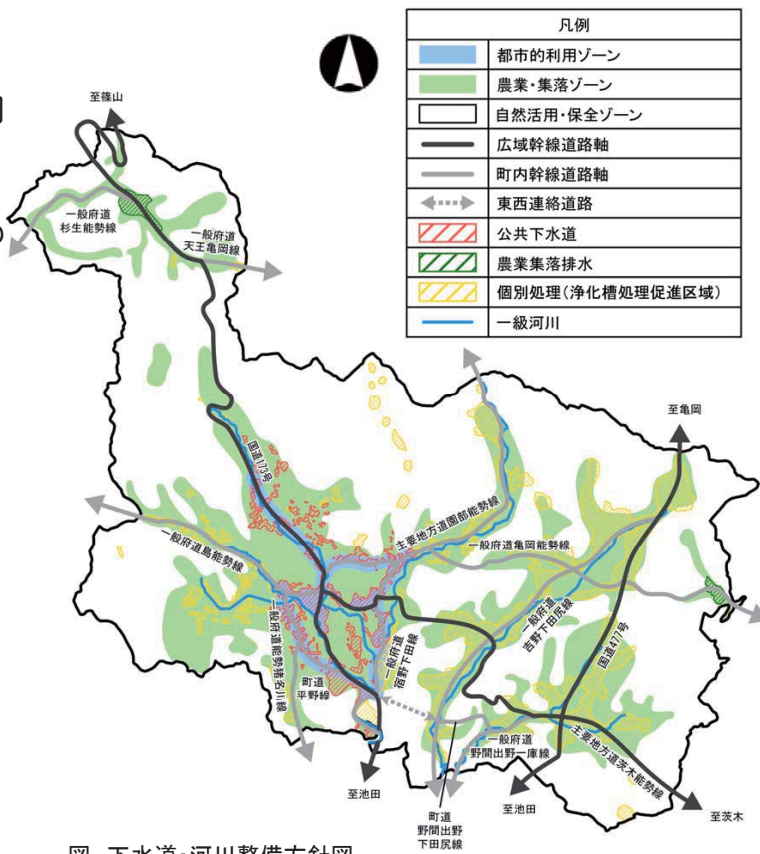 凡例
都市的利用ゾーン
農業・集落ゾーン
自然活用・保全ゾーン
広域幹線道路軸
町内幹線道路軸
東西連絡道路
公共下水道
農業集落排水
個別処理(浄化槽処理促進区域)
一級河川
至篠山
一般府道
杉生能勢線
一般府道
天王亀岡線
至亀岡
国道173号
主要地方道園部能勢線
一般府道亀岡能勢線
一般府道島能勢線
一般府道
吉野下田尻線
国道477号
一般府道能勢猪名川線
一般府道
宿野下田線
町道
平野線
一般府道
野間出野一庫線
主要地方道茨木能勢線
至池田
町道
野間出野
下田尻線
至池田
至茨木
図 下水道・河川整備方針図